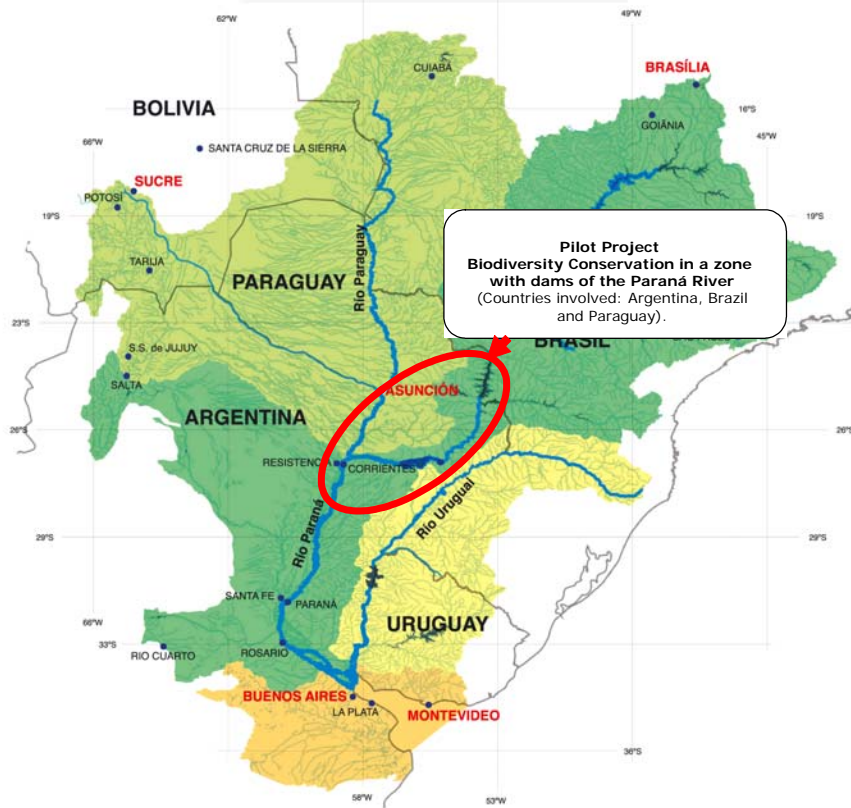 62°W
49°W
CUIABÁ
BRASÍLIA
BOLIVIA
16°S
GOIÂNIA
45°W
66°W
SANTA CRUZ DE LA SIERRA
SUCRE
POTOSÍ
19°S
19°S
Río Paraguay
Pilot Project
Biodiversity Conservation in a zone
with dams of the Paraná River
(Countries involved: Argentina, Brazil
and Paraguay).
TARIJA
PARAGUAY
23°S
BRASIL
S.S. de JUJUY
SALTA
ASUNCIÓN
ARGENTINA
26°S
26°S
RESISTENCIA
CORRIENTES
Río Uruguai
Río Paraná
29°S
29°S
SANTA FE
PARANÁ
66°W
URUGUAY
33°S
RIO CUARTO
ROSARIO
BUENOS AIRES
LA PLATA
MONTEVIDEO
36°S
58°W
53°W